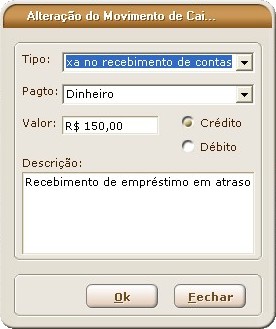 Alteração do Movimento de Cai...
Tipo: xa no recebimento de contas
Pagto: Dinheiro
Valor: R$ 150,00 Crédito
Débito
Descrição:
Recebimento de empréstimo em atraso
Ok Fechar